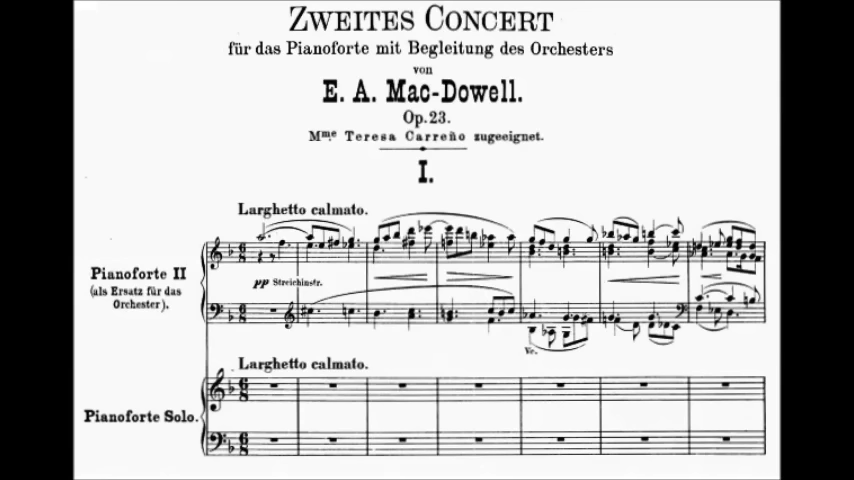 ZWEITES CONCERT
für das Pianoforte mit Begleitung des Orchesters
von
E. A. Mac-Dowell.
Op. 23.
Mme Teresa Carreño zugeeignet.
I.
Larghetto calmato.
Pianoforte II
(als Ersatz für das
Orchester).
pp Streichinstr.
Vc.
Larghetto calmato.
Pianoforte Solo.